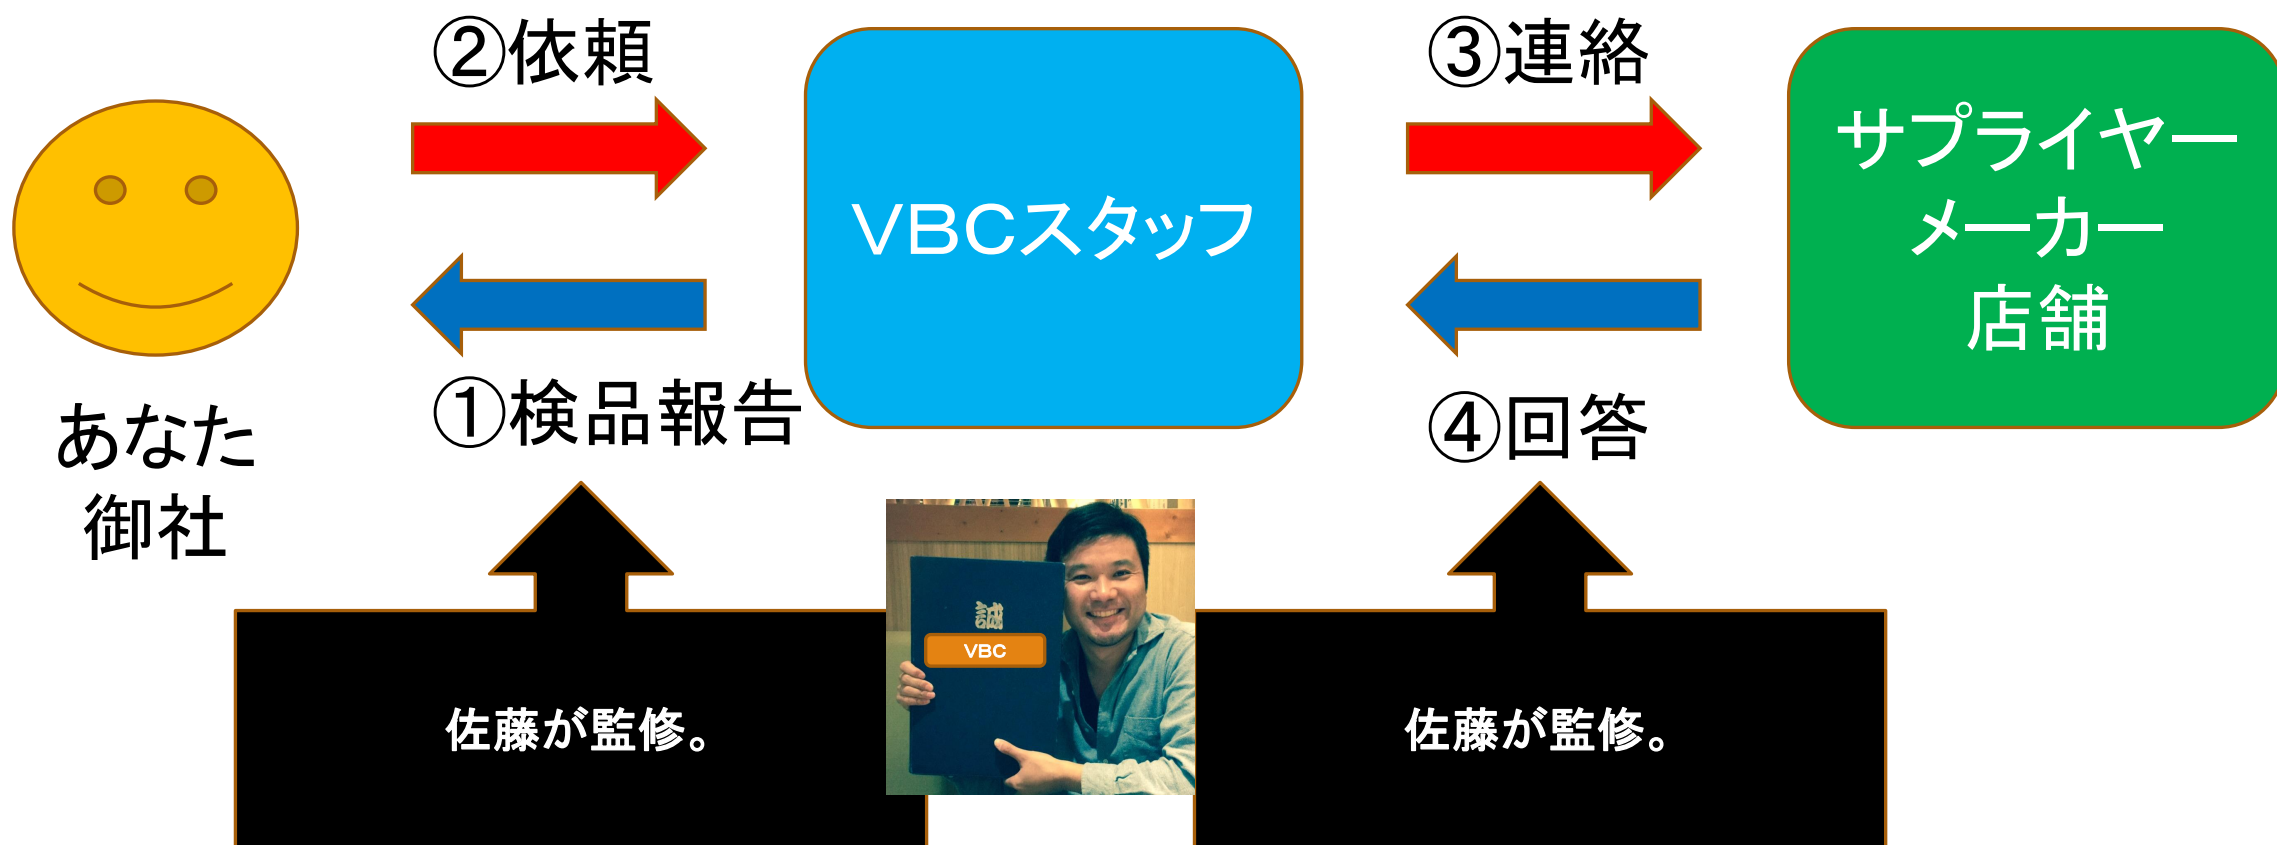 ②依頼
③連絡
VBCスタッフ
サプライヤー
メーカー
店舗
①検品報告
④回答
あなた
御社
誠
VBC
佐藤が監修。
佐藤が監修。